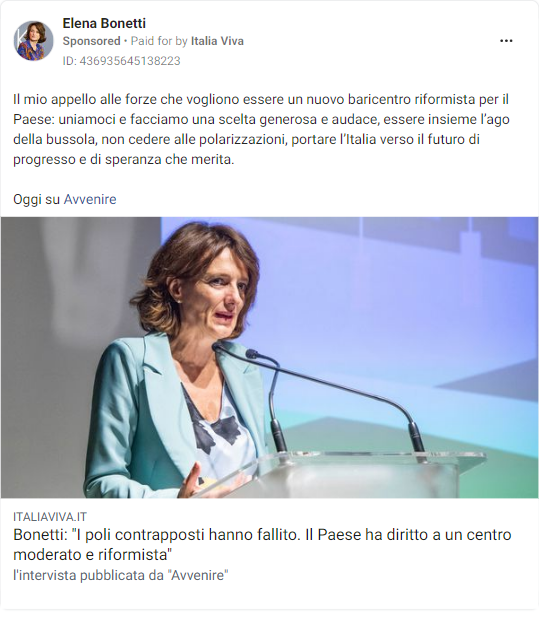 Elena Bonetti
Sponsored • Paid for by Italia Viva
ID: 436935645138223
Il mio appello alle forze che vogliono essere un nuovo baricentro riformista per il
Paese: uniamoci e facciamo una scelta generosa e audace, essere insieme l'ago
della bussola, non cedere alle polarizzazioni, portare l'Italia verso il futuro di
progresso e di speranza che merita.
Oggi su Avvenire
ITALIAVIVA.IT
Bonetti: "I poli contrapposti hanno fallito. Il Paese ha diritto a un centro
moderato e riformista"
l'intervista pubblicata da "Avvenire"